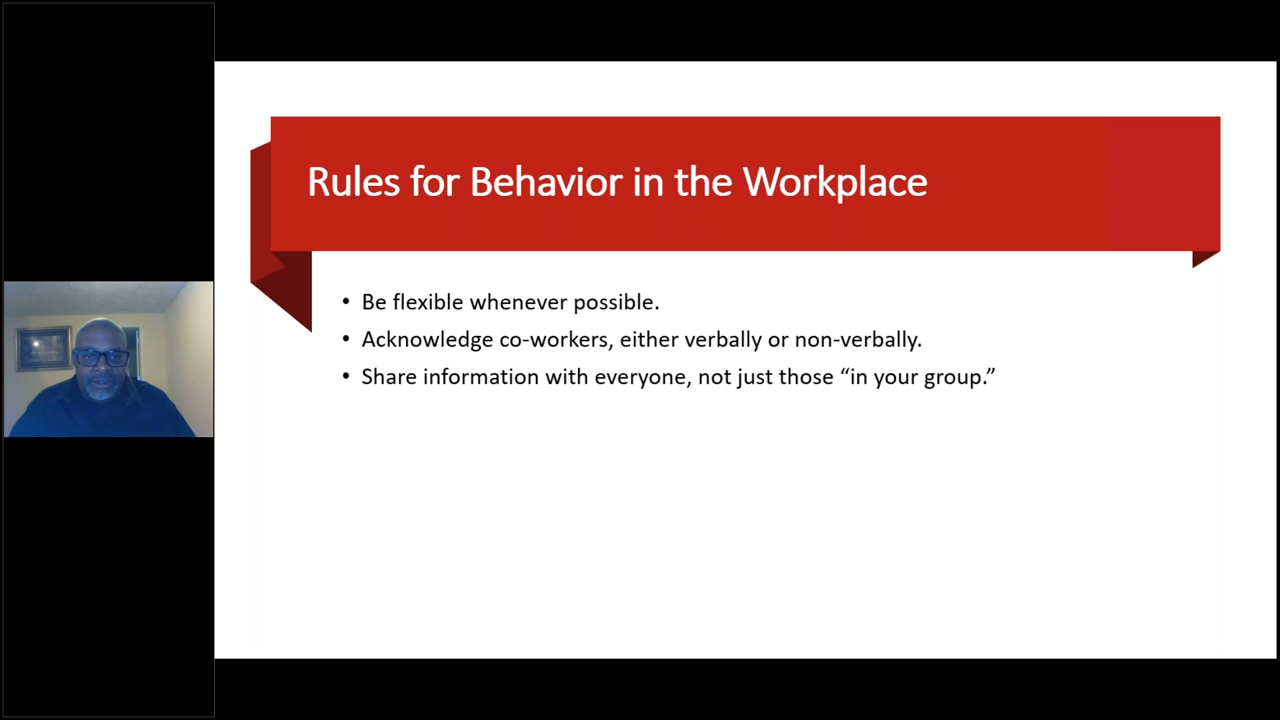 Rules for Behavior in the Workplace
• Be flexible whenever possible.
• Acknowledge co-workers, either verbally or non-verbally.
• Share information with everyone, not just those “in your group.”